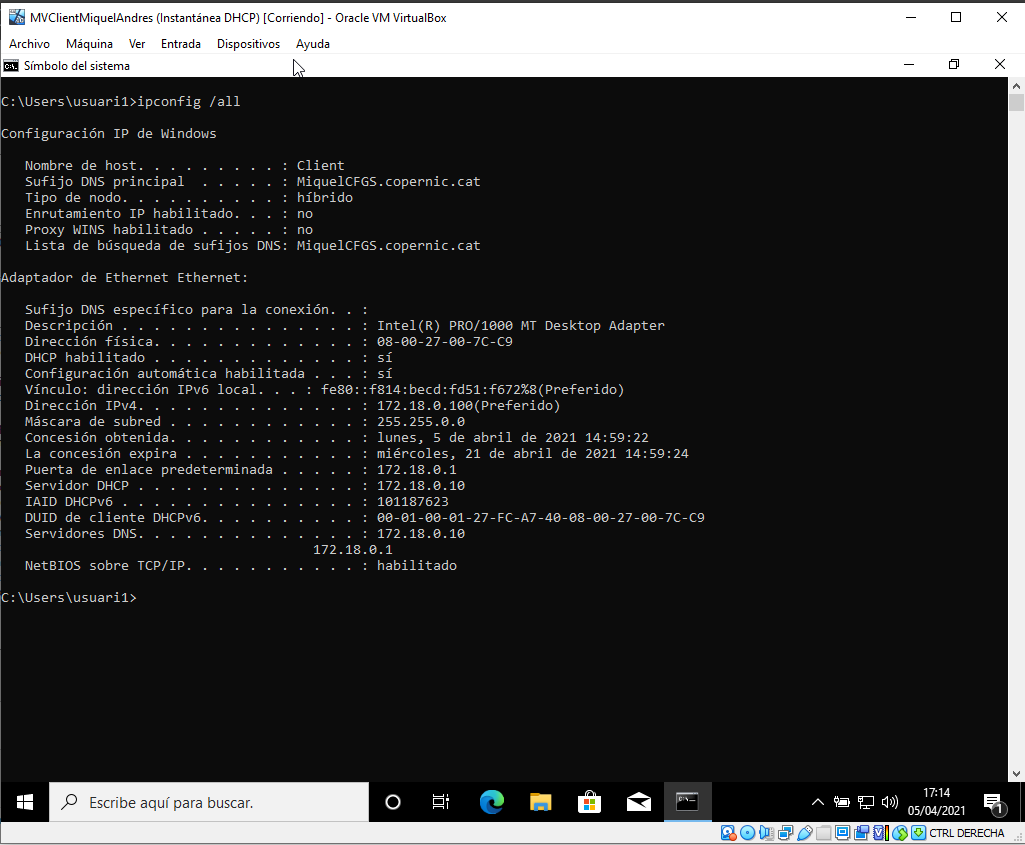 MVClientMiquelAndres (Instantánea DHCP) [Corriendo] - Oracle VM VirtualBox
Archivo Máquina Ver Entrada Dispositivos Ayuda
Símbolo del sistema
C:\Users\usuari1>ipconfig /all
Configuración IP de Windows
Nombre de host. . . . . . . . . : Client
Sufijo DNS principal  . . . . . : MiquelCFGS.copernic.cat
Tipo de nodo. . . . . . . . . . : híbrido
Enrutamiento IP habilitado. . . : no
Proxy WINS habilitado . . . . . : no
Lista de búsqueda de sufijos DNS: MiquelCFGS.copernic.cat
Adaptador de Ethernet Ethernet:
Sufijo DNS específico para la conexión. . :
Descripción . . . . . . . . . . . . . . . : Intel(R) PRO/1000 MT Desktop Adapter
Dirección física. . . . . . . . . . . . . : 08-00-27-00-7C-C9
DHCP habilitado . . . . . . . . . . . . . : sí
Configuración automática habilitada . . . : sí
Vínculo: dirección IPv6 local. . . : fe80::f814:becd:fd51:f672%8(Preferido)
Dirección IPv4. . . . . . . . . . . . . . : 172.18.0.100(Preferido)
Máscara de subred . . . . . . . . . . . . : 255.255.0.0
Concesión obtenida. . . . . . . . . . . . : lunes, 5 de abril de 2021 14:59:22
La concesión expira . . . . . . . . . . . : miércoles, 21 de abril de 2021 14:59:24
Puerta de enlace predeterminada . . . . . : 172.18.0.1
Servidor DHCP . . . . . . . . . . . . . . : 172.18.0.10
IAID DHCPv6 . . . . . . . . . . . . . . . : 101187623
DUID de cliente DHCPv6. . . . . . . . . . : 00-01-00-01-27-FC-A7-40-08-00-27-00-7C-C9
Servidores DNS. . . . . . . . . . . . . . : 172.18.0.10
172.18.0.1
NetBIOS sobre TCP/IP. . . . . . . . . . . : habilitado
C:\Users\usuari1>
Escribe aquí para buscar.
17:14
05/04/2021
1
CTRL DERECHA